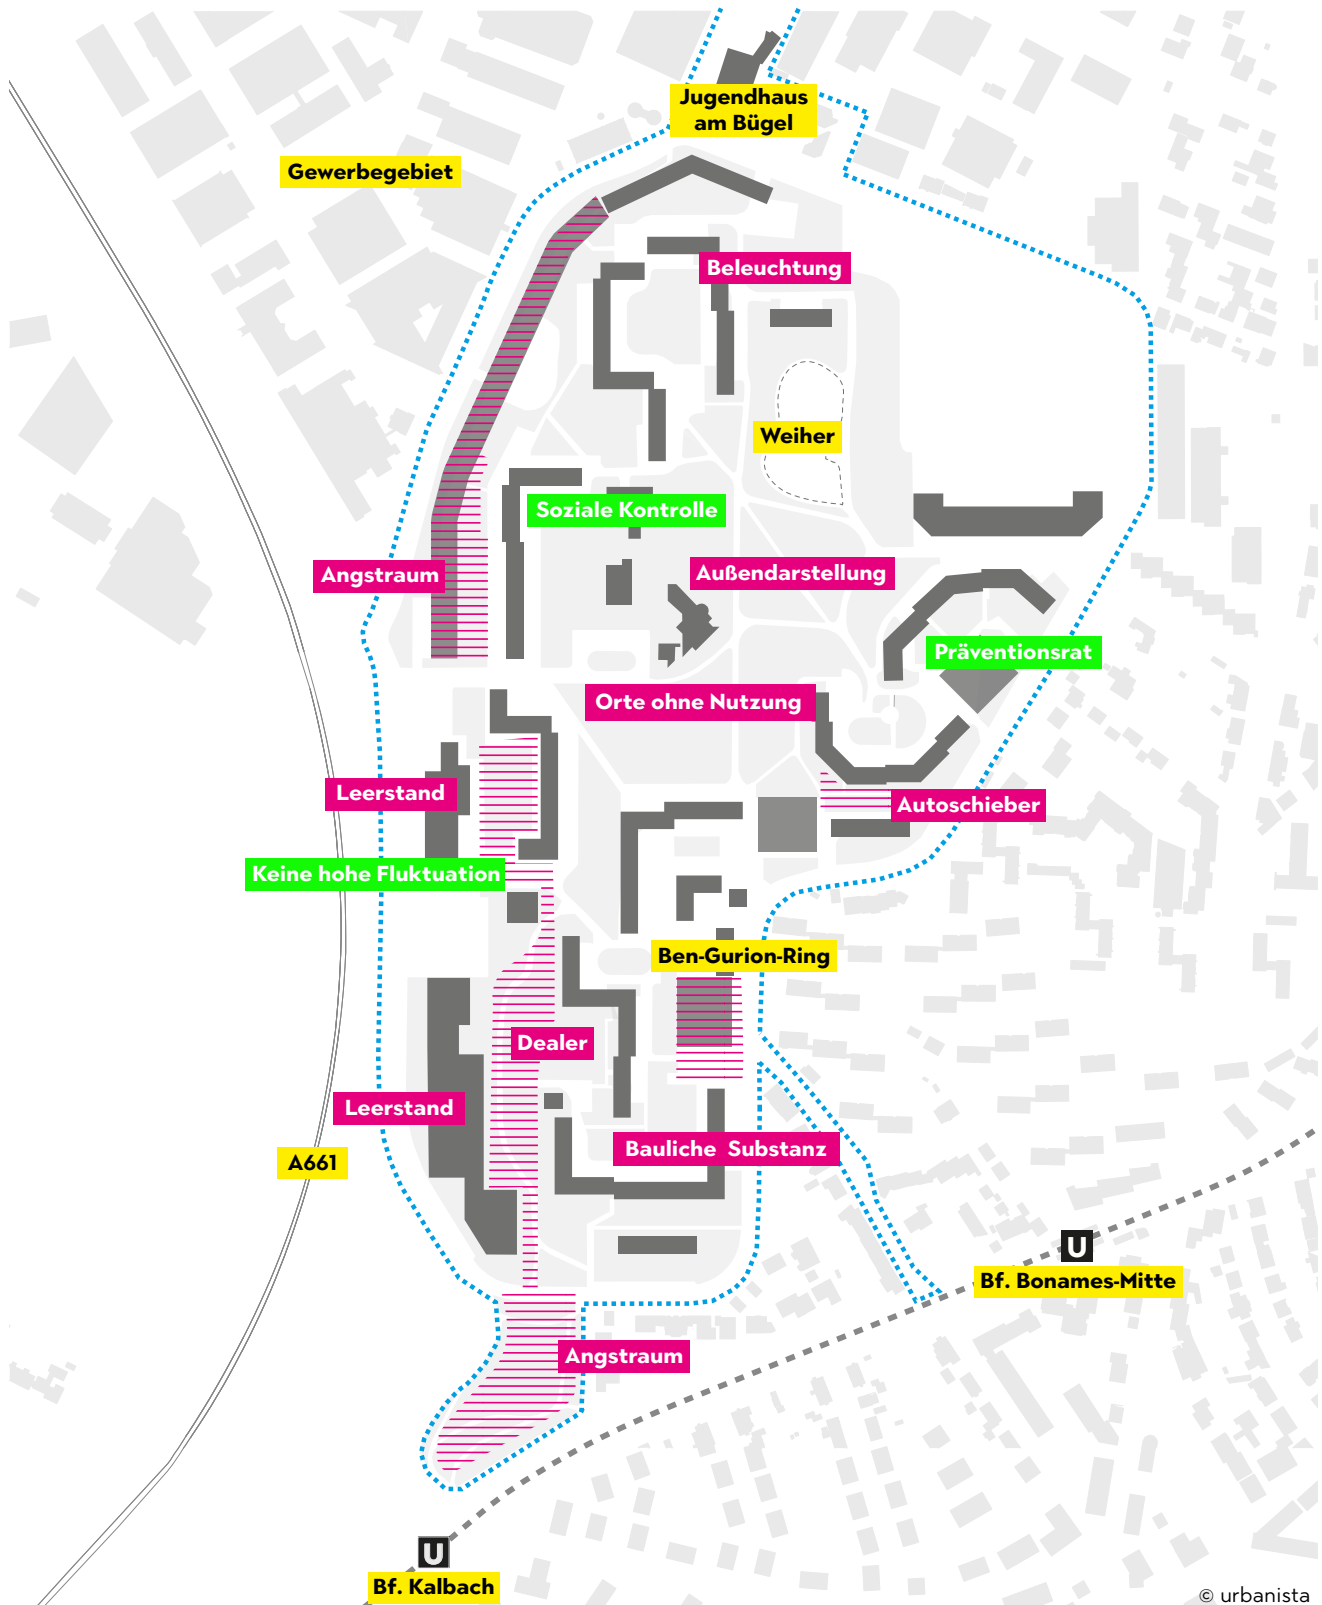 Jugendhaus
am Bügel
Gewerbegebiet
Beleuchtung
Weiher
Soziale Kontrolle
Angstraum
Außendarstellung
Präventionsrat
Orte ohne Nutzung
Leerstand
Autoschieber
Keine hohe Fluktuation
Ben-Gurion-Ring
Dealer
Leerstand
Bauliche Substanz
A661
U
Bf. Bonames-Mitte
Angstraum
U
Bf. Kalbach
© urbanista